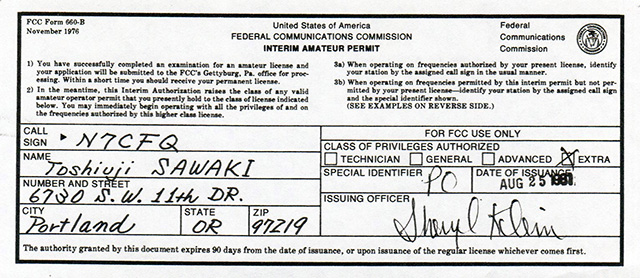 FCC Form 660-B
November 1976
United States of America
FEDERAL COMMUNICATIONS COMMISSION
INTERIM AMATEUR PERMIT
Federal
Communications
Commission
1) You have successfully completed an examination for an amateur license and
your application will be submitted to the FCC's Gettyburg, Pa. office for proc-
essing. Within a short time you should receive your permanent license.
2) In the meantime, this Interim Authorization raises the class of any valid
amateur operator permit that you presently hold to the class of license indicated
below. You may immediately begin operating with all the privileges of and on
the frequencies authorized by this higher class license.
3a) When operating on frequencies authorized by your present license, identify
your station by the assigned call sign in the usual manner.
3b) When operating on frequencies permitted by this interim permit but not per-
mitted by your present license—identify your station by the assigned call sign
and the special identifier shown.
(SEE EXAMPLES ON REVERSE SIDE.)
CALL
SIGN N7CFQ
NAME
Toshiuji SAWAKI
NUMBER AND STREET
6730 S.W. 11th DR.
CITY
Portland
STATE
OR
ZIP
97219
FOR FCC USE ONLY
CLASS OF PRIVILEGES AUTHORIZED
TECHNICIAN GENERAL ADVANCED X EXTRA
SPECIAL IDENTIFIER PO
DATE OF ISSUANCE
AUG 25 1981
ISSUING OFFICER
Sheryl Klein
The authority granted by this document expires 90 days from the date of issuance, or upon issuance of the regular license whichever comes first.